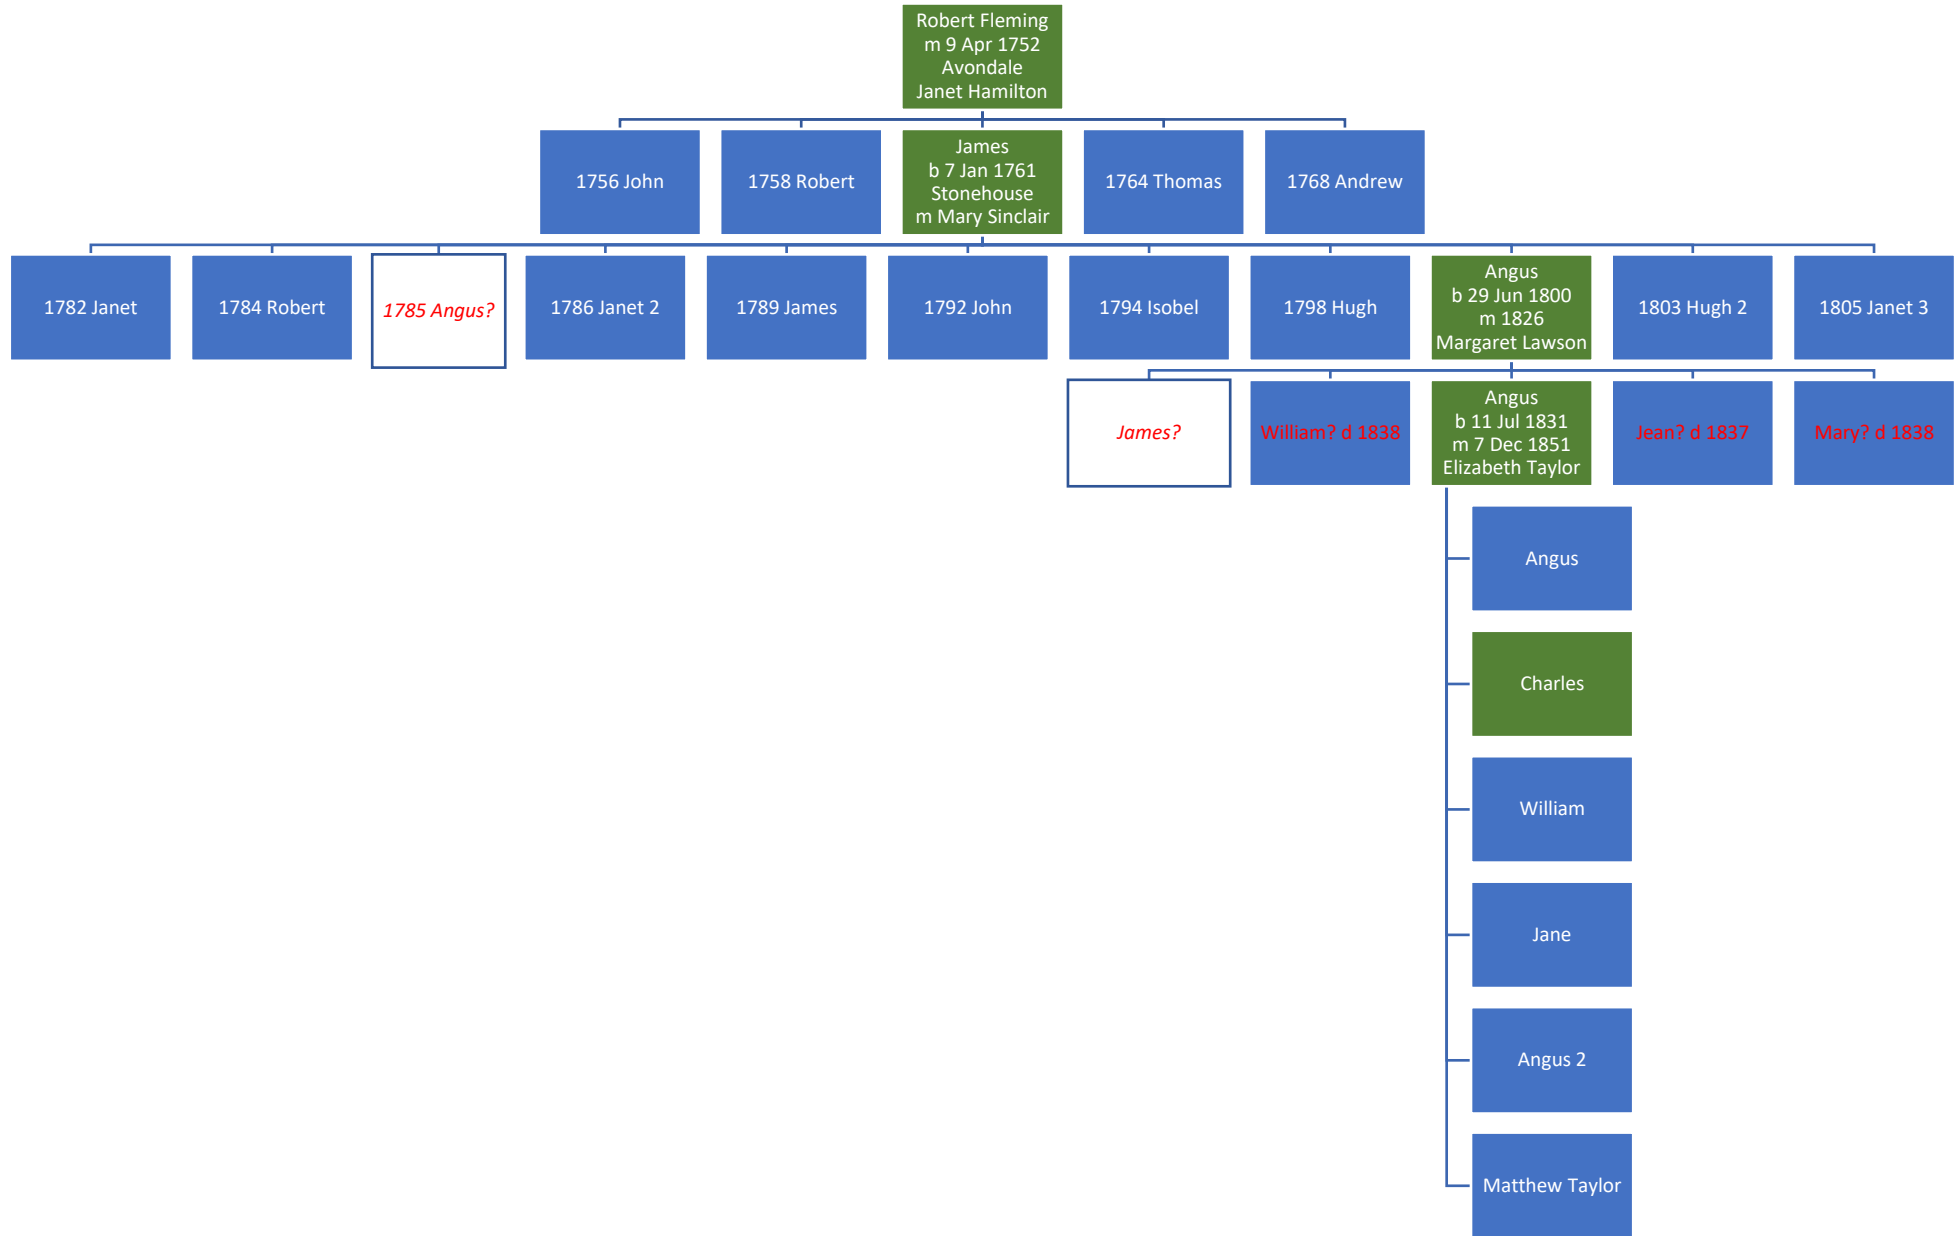 Robert Fleming
m 9 Apr 1752
Avondale
Janet Hamilton
1756 John
1758 Robert
James
b 7 Jan 1761
Stonehouse
m Mary Sinclair
1764 Thomas
1768 Andrew
1782 Janet
1784 Robert
1785 Angus?
1786 Janet 2
1789 James
1792 John
1794 Isobel
1798 Hugh
Angus
b 29 Jun 1800
m 1826
Margaret Lawson
1803 Hugh 2
1805 Janet 3
James?
William? d 1838
Angus
b 11 Jul 1831
m 7 Dec 1851
Elizabeth Taylor
Jean? d 1837
Mary? d 1838
Angus
Charles
William
Jane
Angus 2
Matthew Taylor